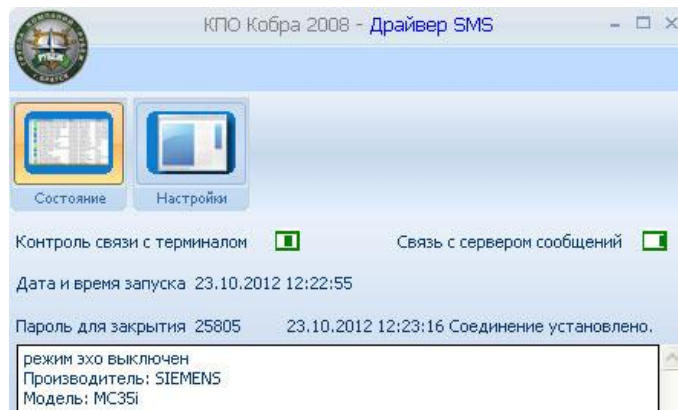 КПО Кобра 2008 - Драйвер SMS
Состояние
Настройки
Контроль связи с терминалом
Связь с сервером сообщений
Дата и время запуска 23.10.2012 12:22:55
Пароль для закрытия 25805 23.10.2012 12:23:16 Соединение установлено.
режим эхо выключен
Производитель: SIEMENS
Модель: MC35i